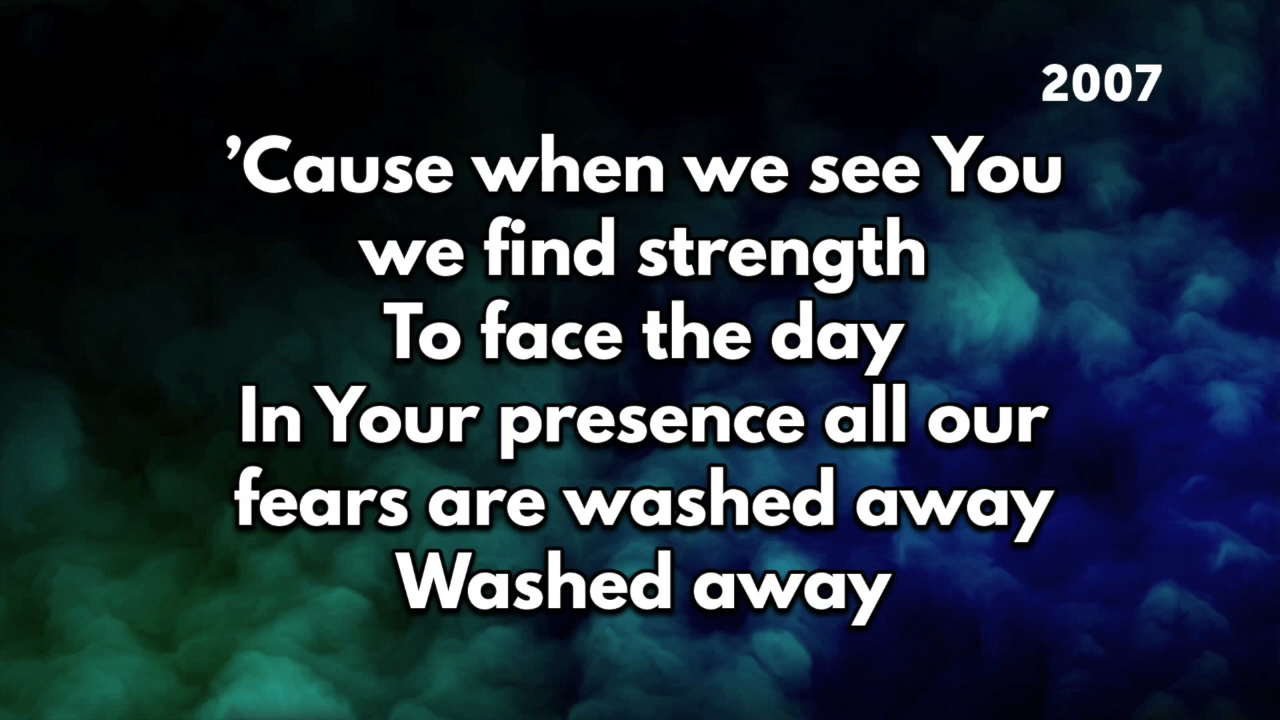 2007
’Cause when we see You
we find strength
To face the day
In Your presence all our
fears are washed away
Washed away